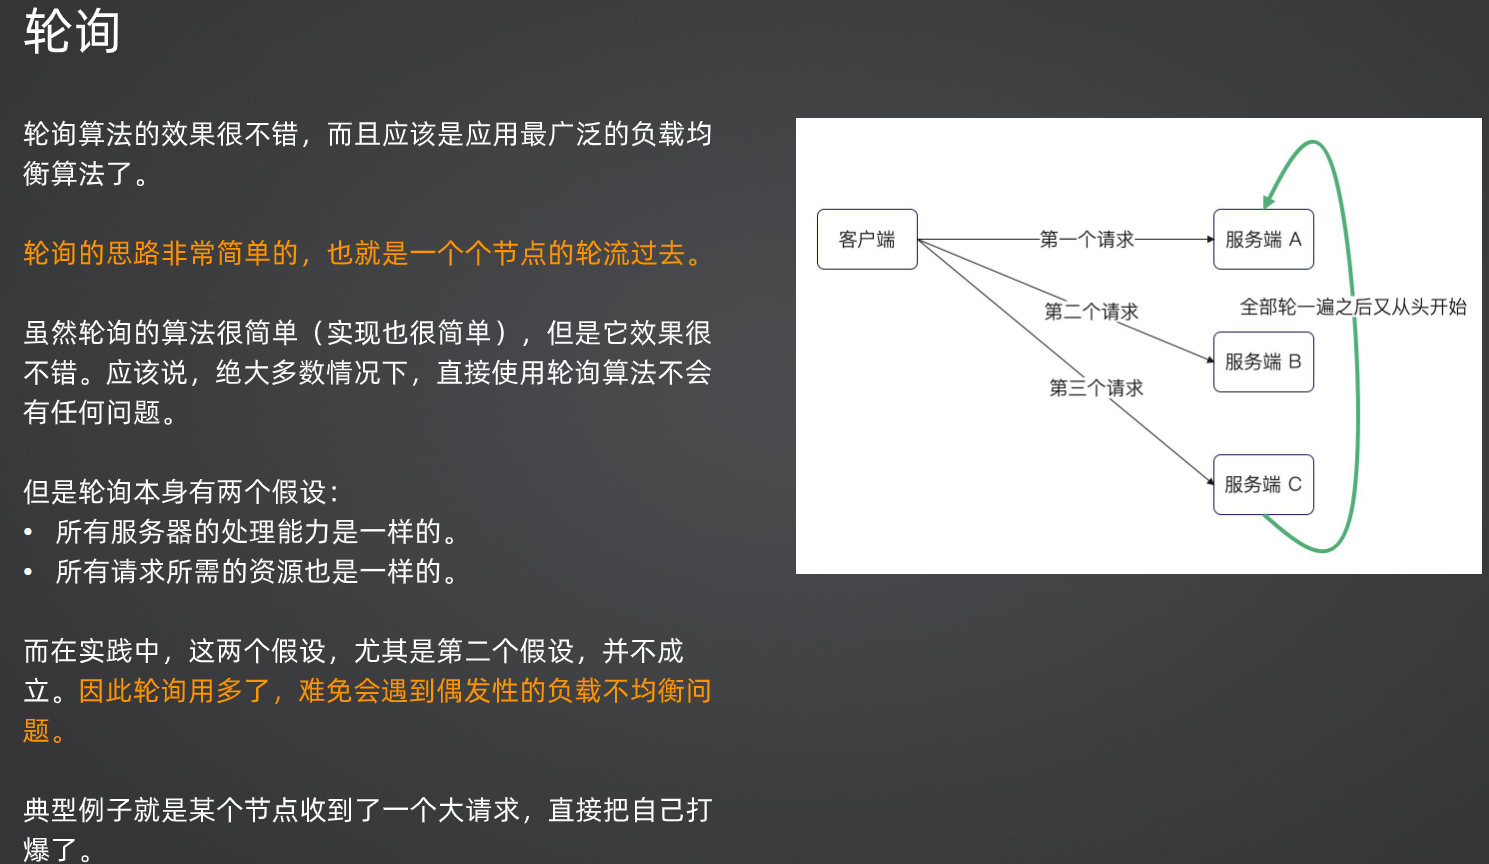 轮询
轮询算法的效果很不错，而且应该是应用最广泛的负载均
衡算法了。
轮询的思路非常简单的，也就是一个个节点的轮流过去。
虽然轮询的算法很简单（实现也很简单），但是它效果很
不错。应该说，绝大多数情况下，直接使用轮询算法不会
有任何问题。
但是轮询本身有两个假设：
• 所有服务器的处理能力是一样的。
• 所有请求所需的资源也是一样的。
而在实践中，这两个假设，尤其是第二个假设，并不成
立。因此轮询用多了，难免会遇到偶发性的负载不均衡问
题。
典型例子就是某个节点收到了一个大请求，直接把自己打
爆了。
客户端
第一个请求
服务端 A
第二个请求
全部轮一遍之后又从头开始
服务端 B
第三个请求
服务端 C